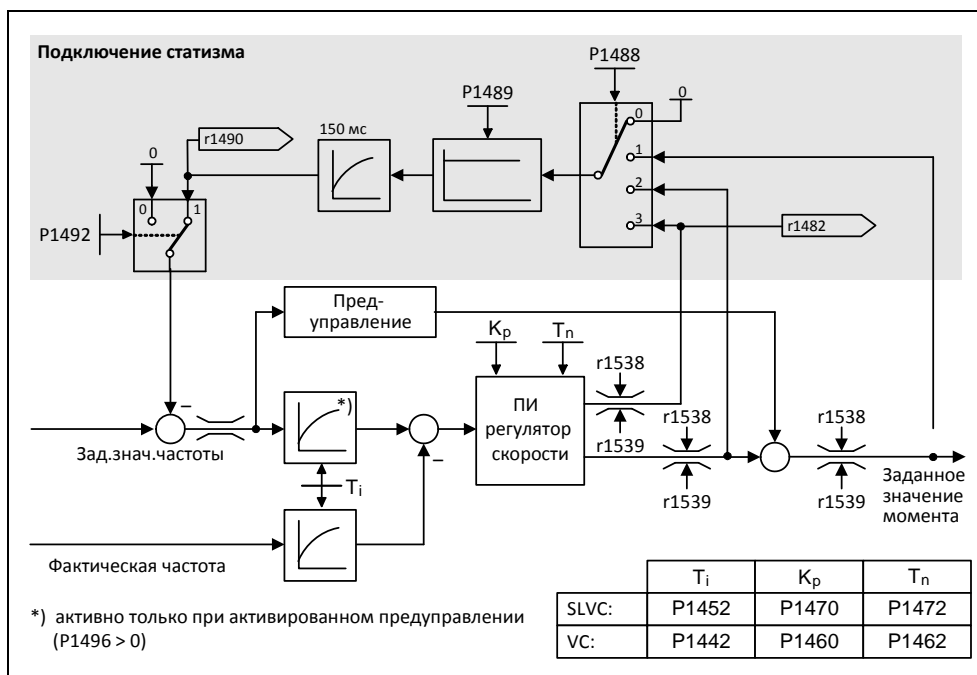 Подключение статизма
P1488
P1489
0
150 мс
r1490
0
1
2
3
0
0
1
P1492
r1482
Пред-
управление
Kp
Tn
r1538
*)
ПИ
регулятор
скорости
r1538
r1538
r1539
–
Зад.знач.частоты
–
Ti
r1539
r1539
Заданное
значение
момента
Фактическая частота
Ti Kp Tn
SLVC: P1452 P1470 P1472
VC: P1442 P1460 P1462
*) активно только при активированном предуправлении
(P1496 > 0)